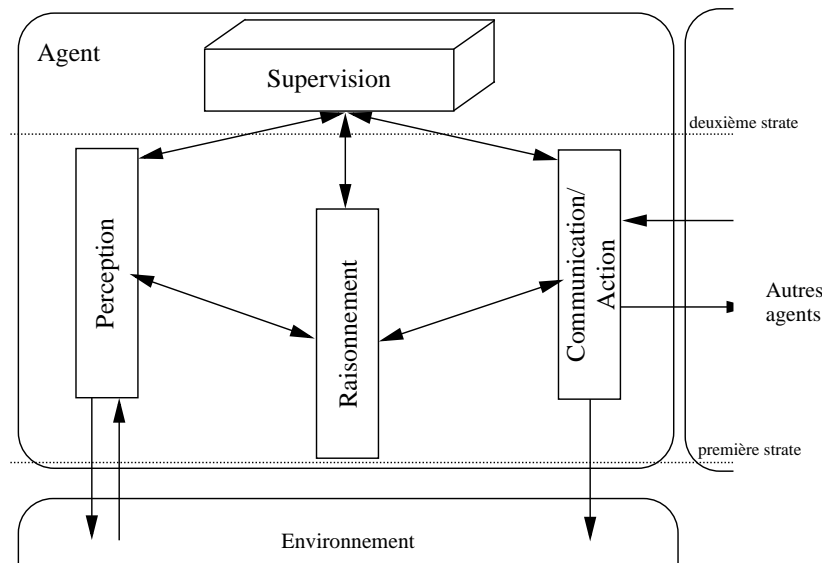 Agent
Supervision
deuxième strate
Perception
Raisonnement
Communication/
Action
Autres
agents
première strate
Environnement